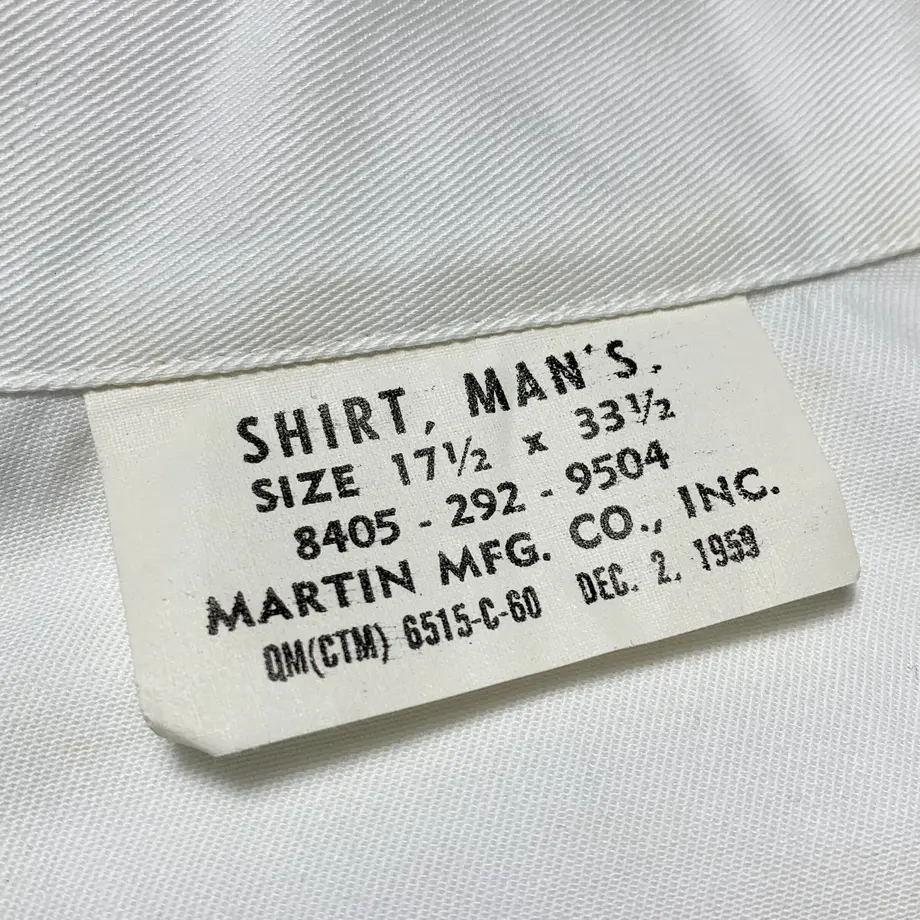 SHIRT, MAN'S.
SIZE 17½ x 33½
8405 - 292 - 9504
MARTIN MFG. CO., INC.
QM(CTM) 6515-C-60 DEC. 2, 1959